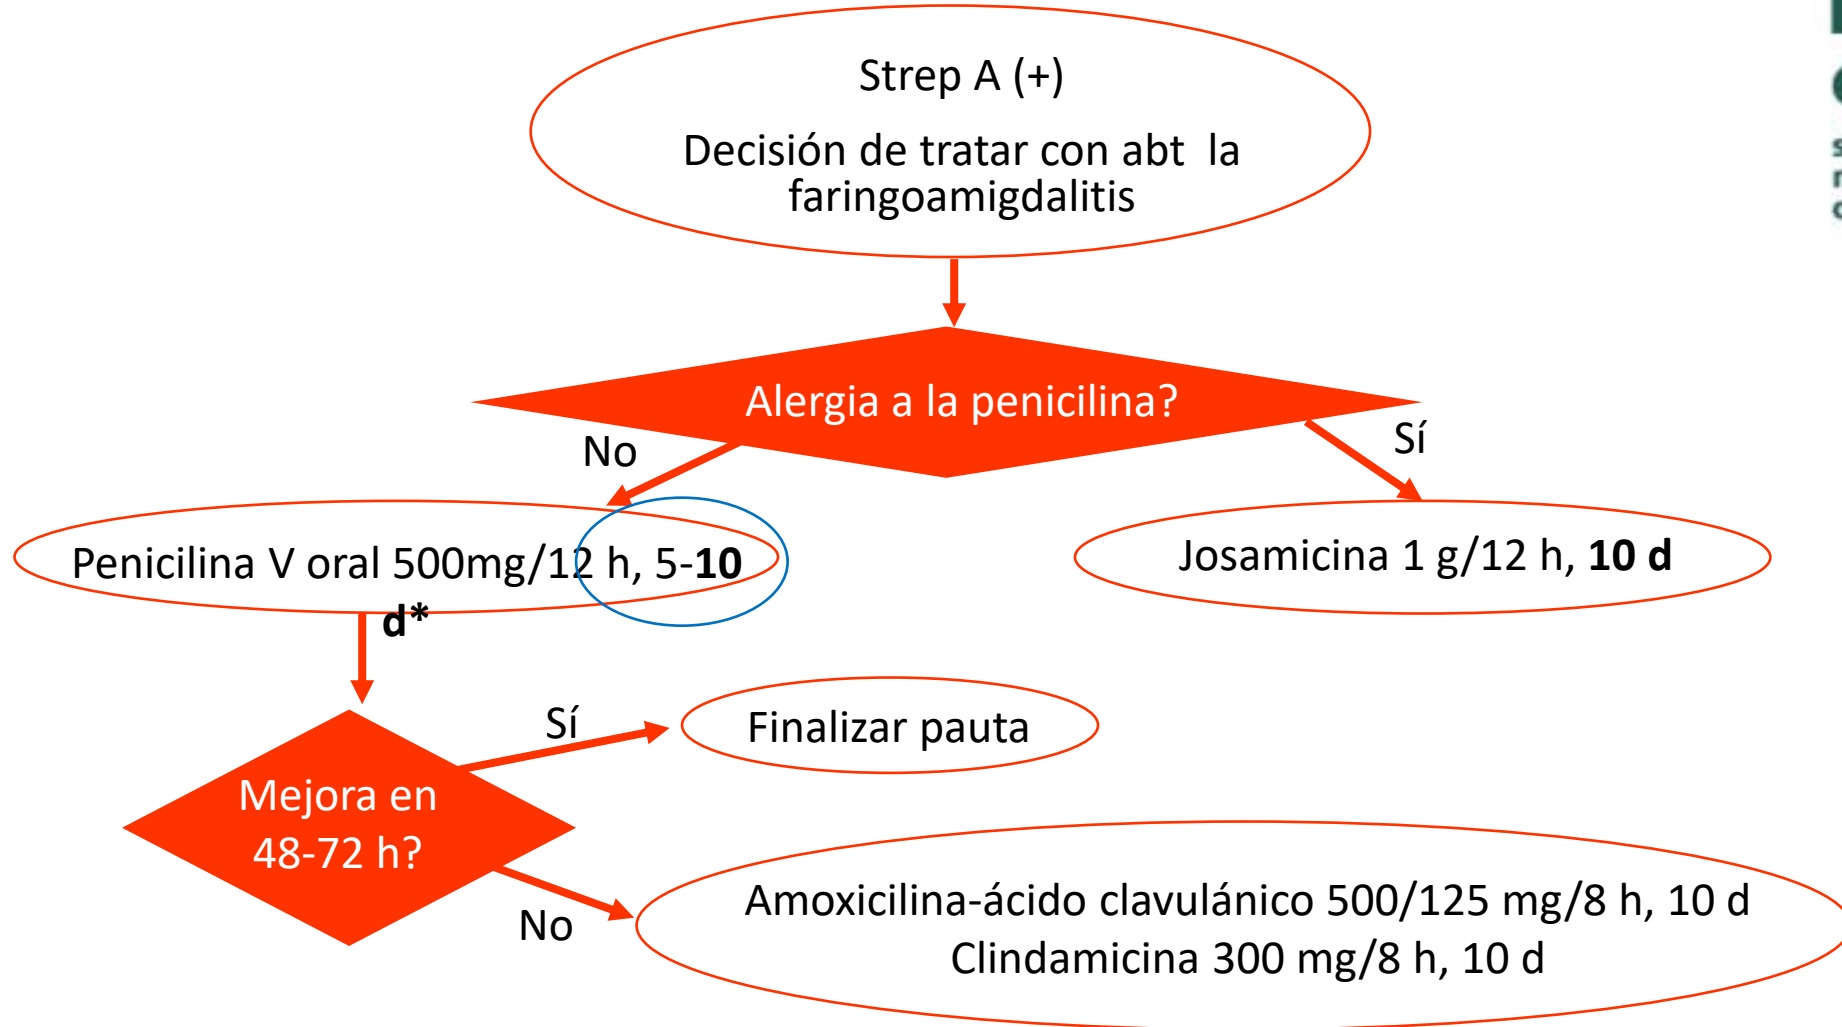 Strep A (+)
Decisión de tratar con abt la
faringoamigdalitis
Alergia a la penicilina?
No
Sí
Penicilina V oral 500mg/12 h, 5-10
d*
Josamicina 1 g/12 h, 10 d
Sí
Finalizar pauta
Mejora en
48-72 h?
No
Amoxicilina-ácido clavulánico 500/125 mg/8 h, 10 d
Clindamicina 300 mg/8 h, 10 d